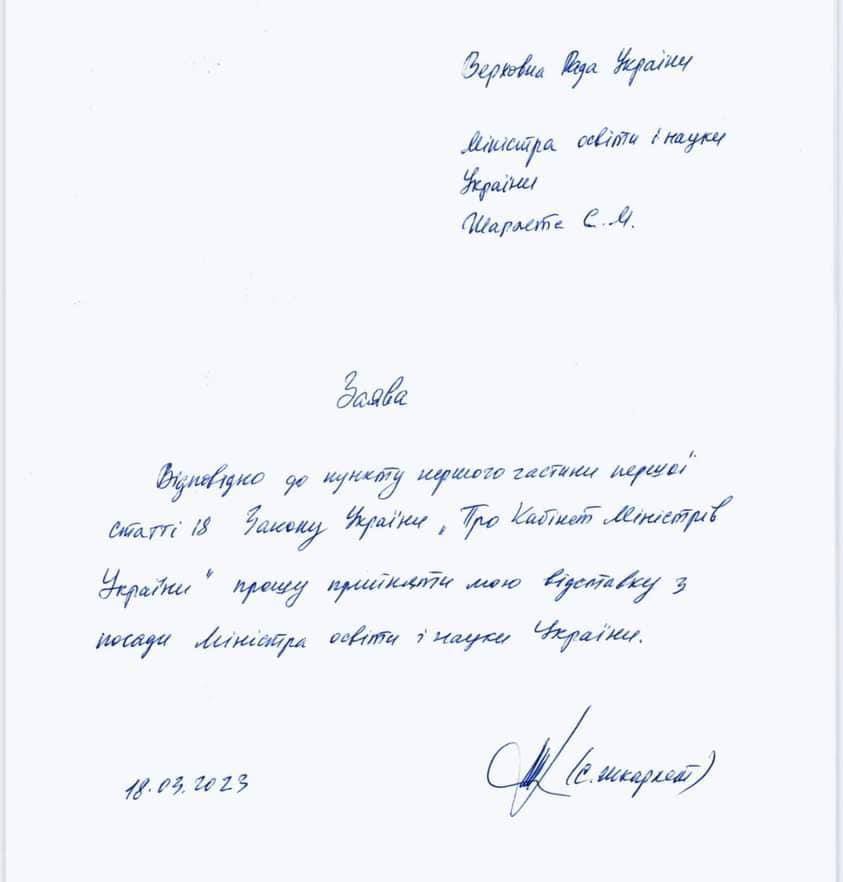 Верховна Рада України
Міністра освіти і науки
України
Шкарлета С.М.
Заява
Відповідно до пункту першого частини першої
статті 18 Закону України „Про Кабінет Міністрів
України" прошу прийняти мою відставку з
посади Міністра освіти і науки України.
18.03.2023 (С. Шкарлет)